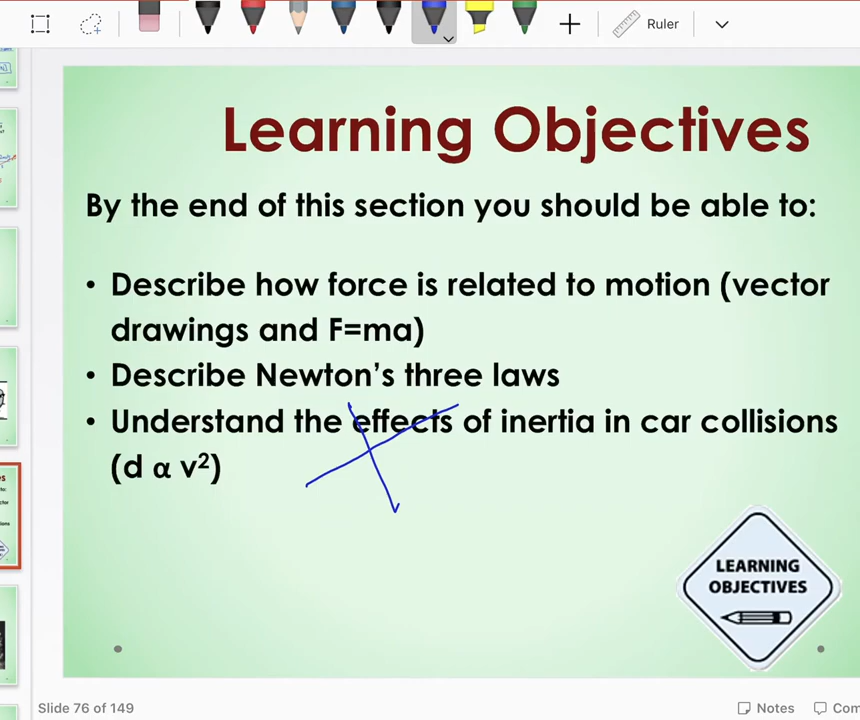 Ruler
Learning Objectives
By the end of this section you should be able to:
• Describe how force is related to motion (vector
drawings and F=ma)
• Describe Newton's three laws
• Understand the effects of inertia in car collisions
(d α v²)
LEARNING
OBJECTIVES
Slide 76 of 149
Notes
Com